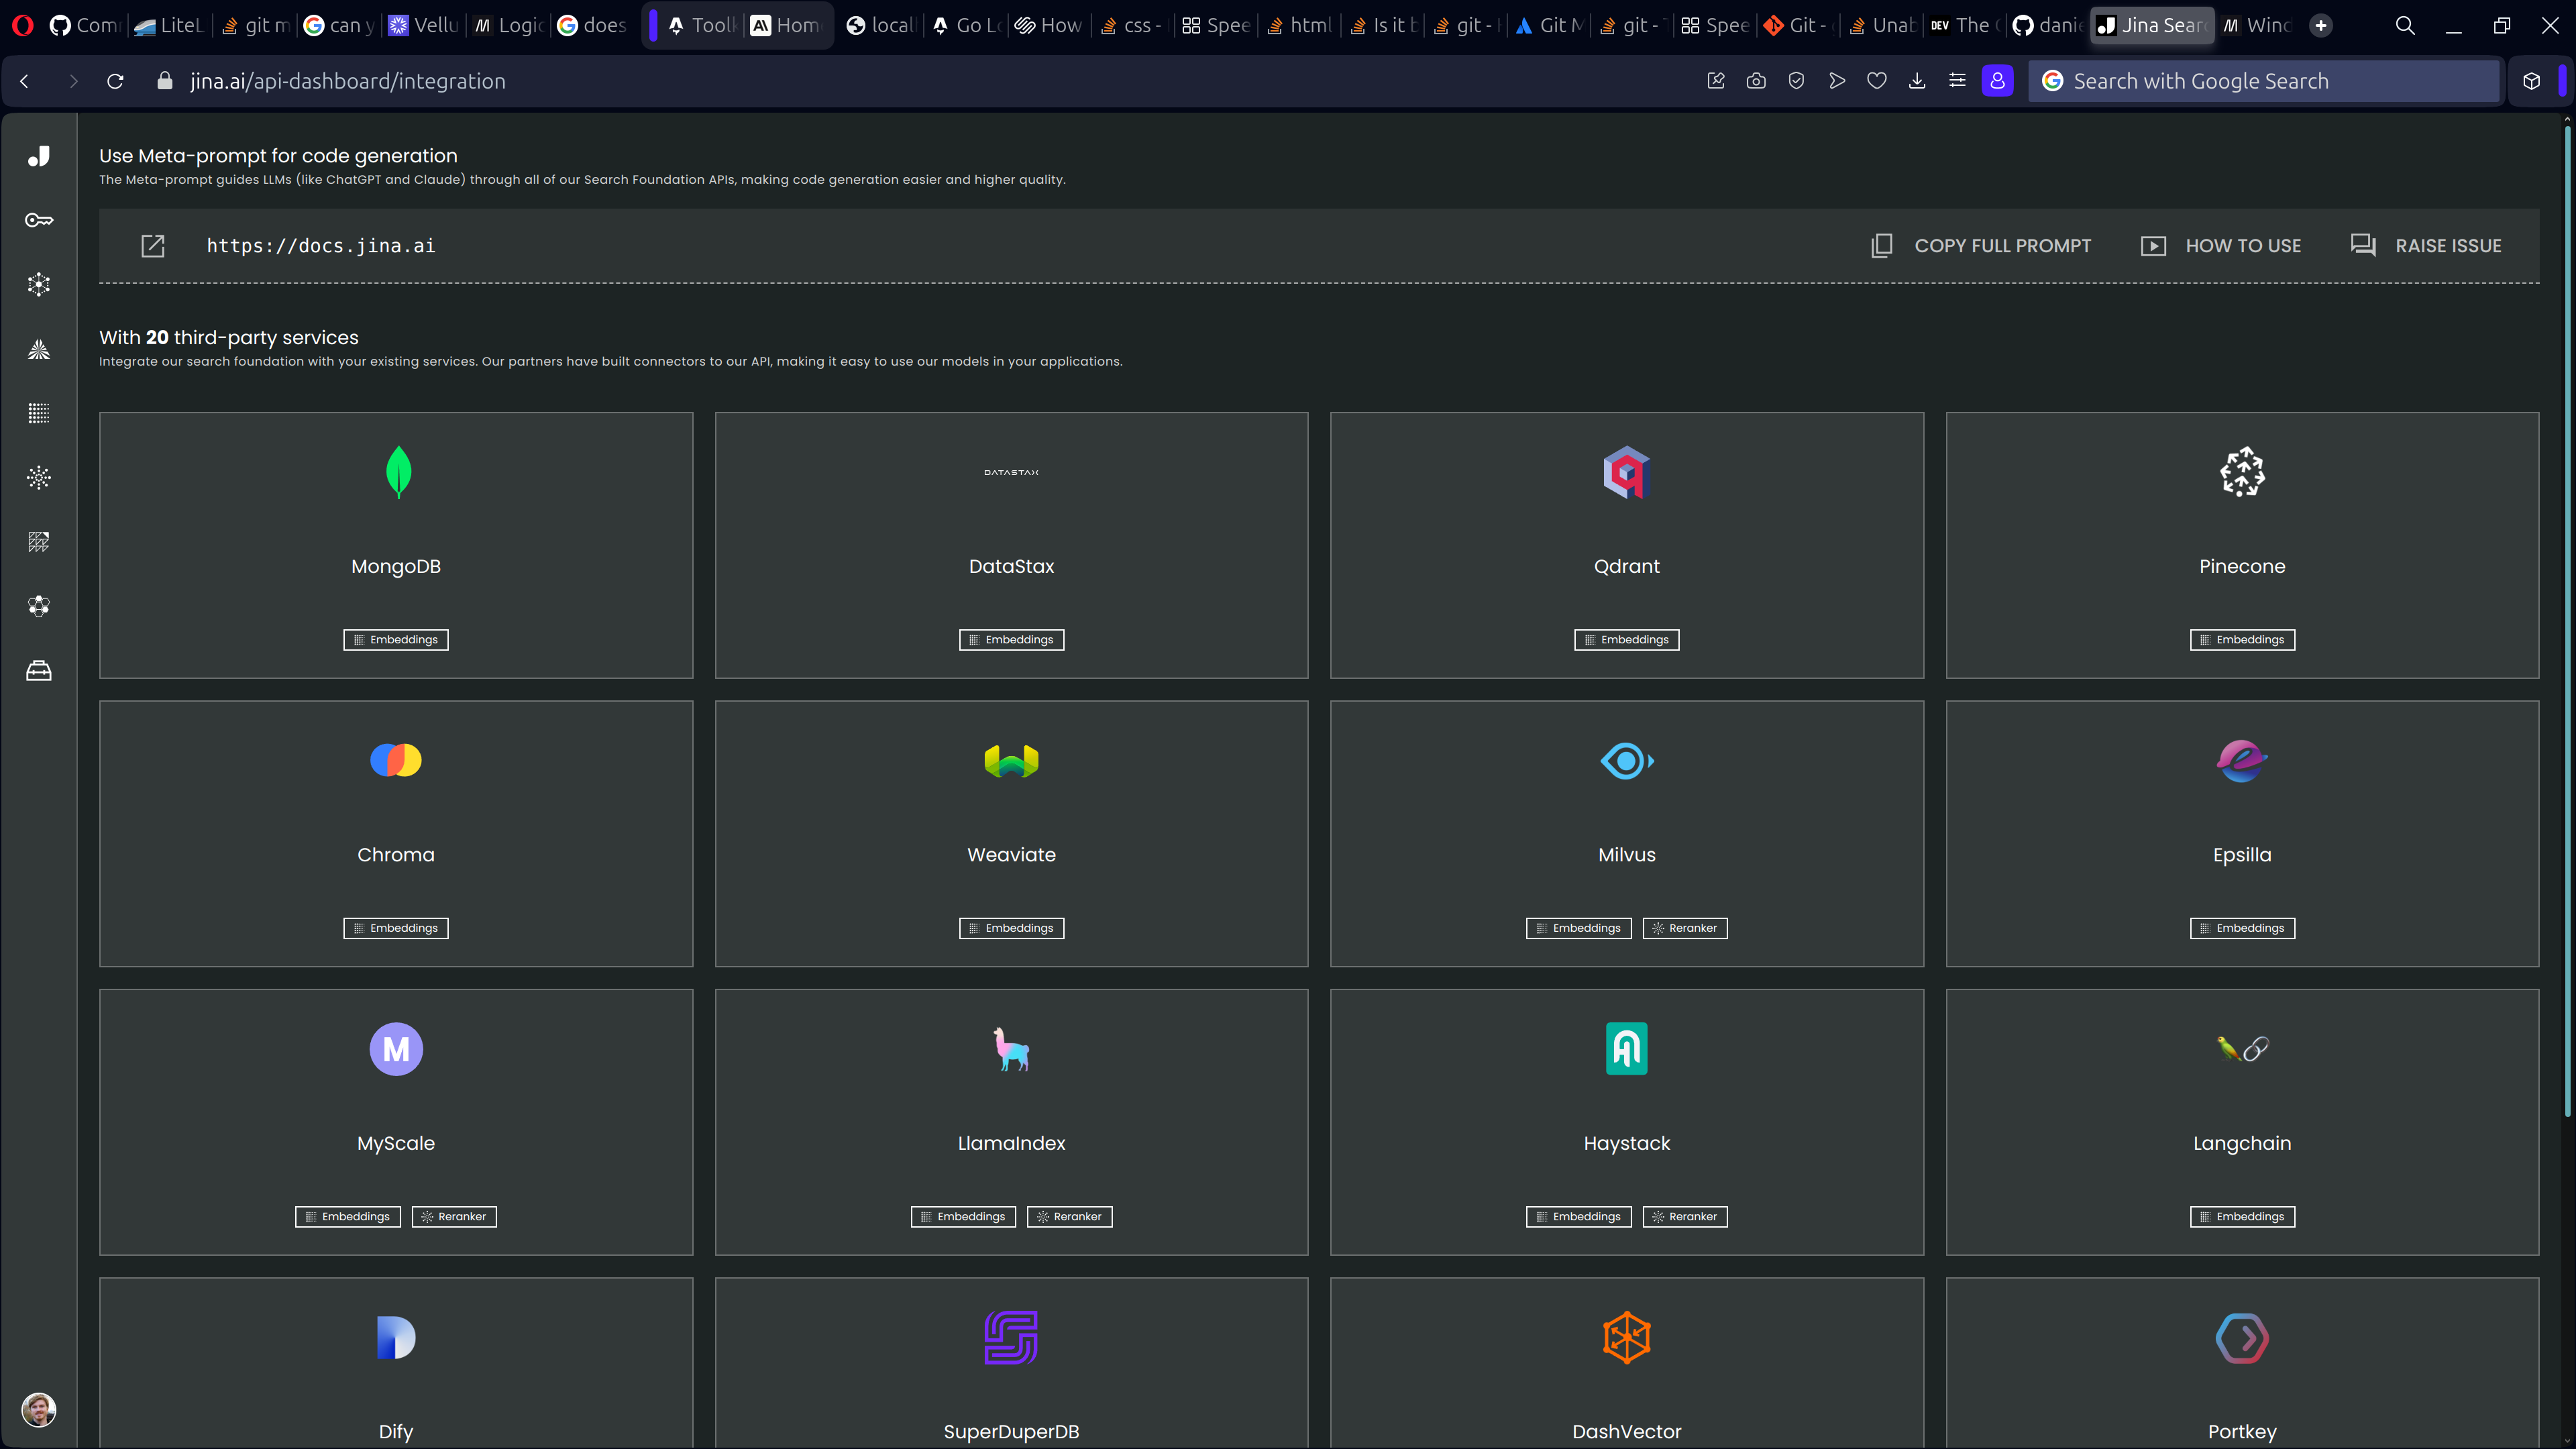 Com
LiteL
git m
can y
Vellu
Logic
does
Toolk
Home
local
Go Lo
How
css -
Spee
html
Is it b
git -
Git M
git -
Spee
Git -
Unab
DEV The
danie
Jina Sear
Wind
jina.ai/api-dashboard/integration
Search with Google Search
Use Meta-prompt for code generation
The Meta-prompt guides LLMs (like ChatGPT and Claude) through all of our Search Foundation APIs, making code generation easier and higher quality.
https://docs.jina.ai
COPY FULL PROMPT
HOW TO USE
RAISE ISSUE
With 20 third-party services
Integrate our search foundation with your existing services. Our partners have built connectors to our API, making it easy to use our models in your applications.
DATASTAX
MongoDB
DataStax
Qdrant
Pinecone
Embeddings
Embeddings
Embeddings
Embeddings
Chroma
Weaviate
Milvus
Epsilla
Embeddings
Embeddings
Embeddings Reranker
Embeddings
M
MyScale
LlamaIndex
Haystack
Langchain
Embeddings Reranker
Embeddings Reranker
Embeddings Reranker
Embeddings
Dify
SuperDuperDB
DashVector
Portkey